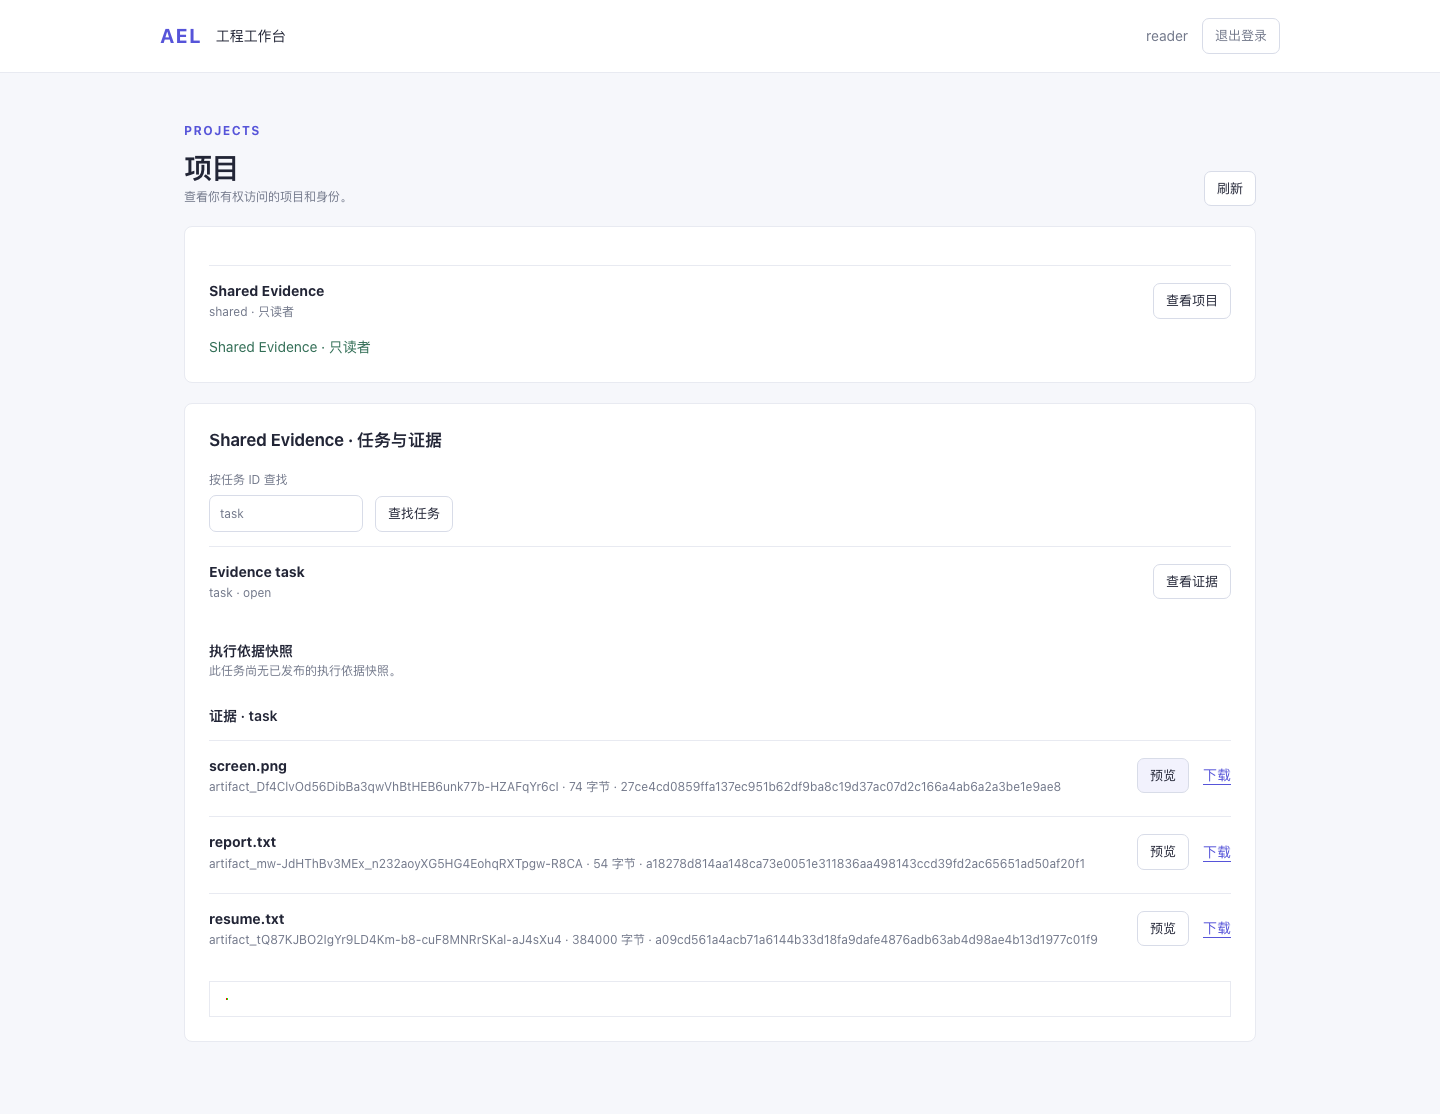 AEL 工程工作台
reader 退出登录
PROJECTS
项目
查看你有权访问的项目和身份。
刷新
Shared Evidence
shared · 只读者
查看项目
Shared Evidence · 只读者
Shared Evidence · 任务与证据
按任务 ID 查找
task 查找任务
Evidence task
task · open
查看证据
执行依据快照
此任务尚无已发布的执行依据快照。
证据 · task
screen.png
artifact_Df4ClvOd56DibBa3qwVhBtHEB6unk77b-HZAFqYr6cI · 74 字节 · 27ce4cd0859ffa137ec951b62df9ba8c19d37ac07d2c166a4ab6a2a3be1e9ae8
预览 下载
report.txt
artifact_mw-JdHThBv3MEx_n232aoyXG5HG4EohqRXTpgw-R8CA · 54 字节 · a18278d814aa148ca73e0051e311836aa498143ccd39fd2ac65651ad50af20f1
预览 下载
resume.txt
artifact_tQ87KJBO2IgYr9LD4Km-b8-cuF8MNRrSKal-aJ4sXu4 · 384000 字节 · a09cd561a4acb71a6144b33d18fa9dafe4876adb63ab4d98ae4b13d1977c01f9
预览 下载